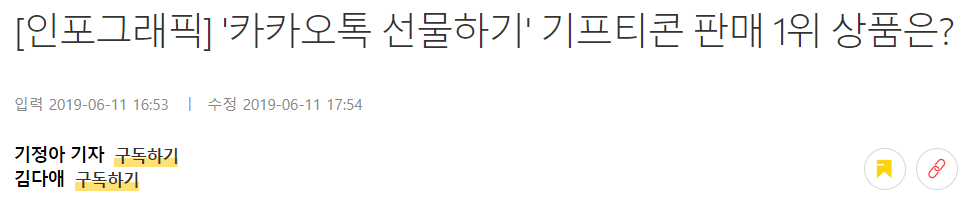 [인포그래픽] '카카오톡 선물하기' 기프티콘 판매 1위 상품은?
입력 2019-06-11 16:53 | 수정 2019-06-11 17:54
기정아 기자 구독하기
김다애 구독하기